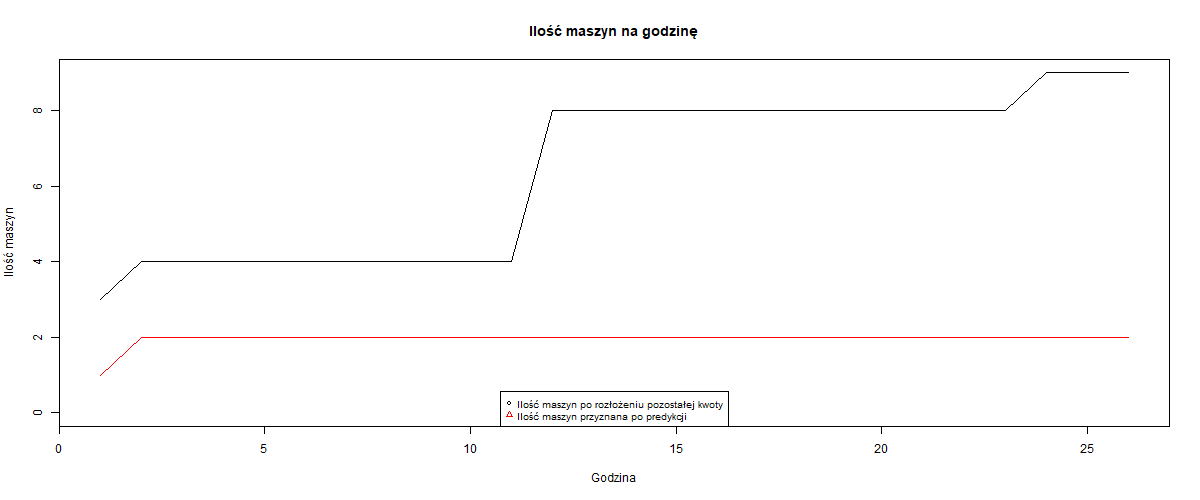 Ilość maszyn na godzinę
Ilość maszyn
8
6
4
2
0
Ilość maszyn po rozłożeniu pozostałej kwoty
Ilość maszyn przyznana po predykcji
0 5 10 15 20 25
Godzina